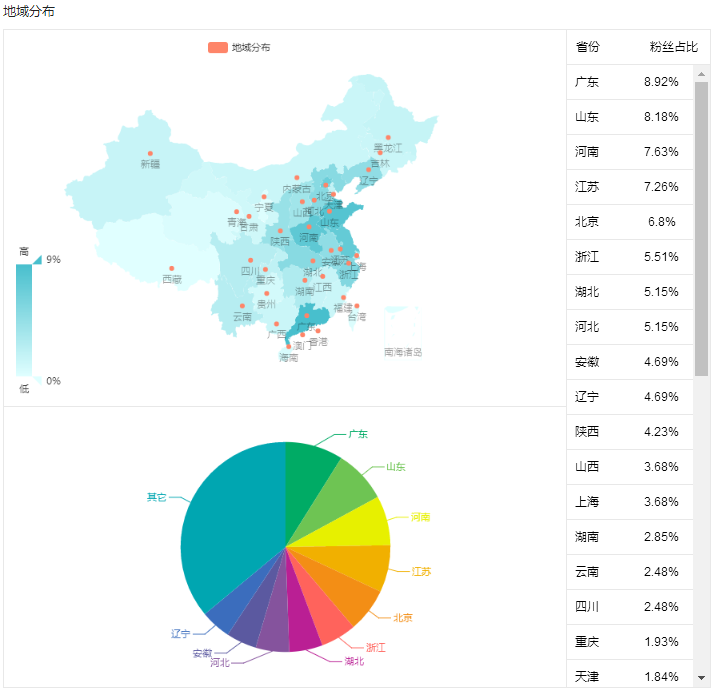 地域分布
地域分布
黑龙江
吉林
新疆
辽宁
内蒙古
北京
天津
宁夏
山西
河北
青海
甘肃
山东
陕西
河南
高
9%
四川
重庆
西藏
湖北
安徽
上海
浙江
湖南
江西
贵州
云南
福建
台湾
广西
广东
澳门
香港
海南
南海诸岛
0%
低
广东
山东
河南
江苏
北京
浙江
湖北
河北
安徽
辽宁
其它
省份 粉丝占比
广东 8.92%
山东 8.18%
河南 7.63%
江苏 7.26%
北京 6.8%
浙江 5.51%
湖北 5.15%
河北 5.15%
安徽 4.69%
辽宁 4.69%
陕西 4.23%
山西 3.68%
上海 3.68%
湖南 2.85%
云南 2.48%
四川 2.48%
重庆 1.93%
天津 1.84%